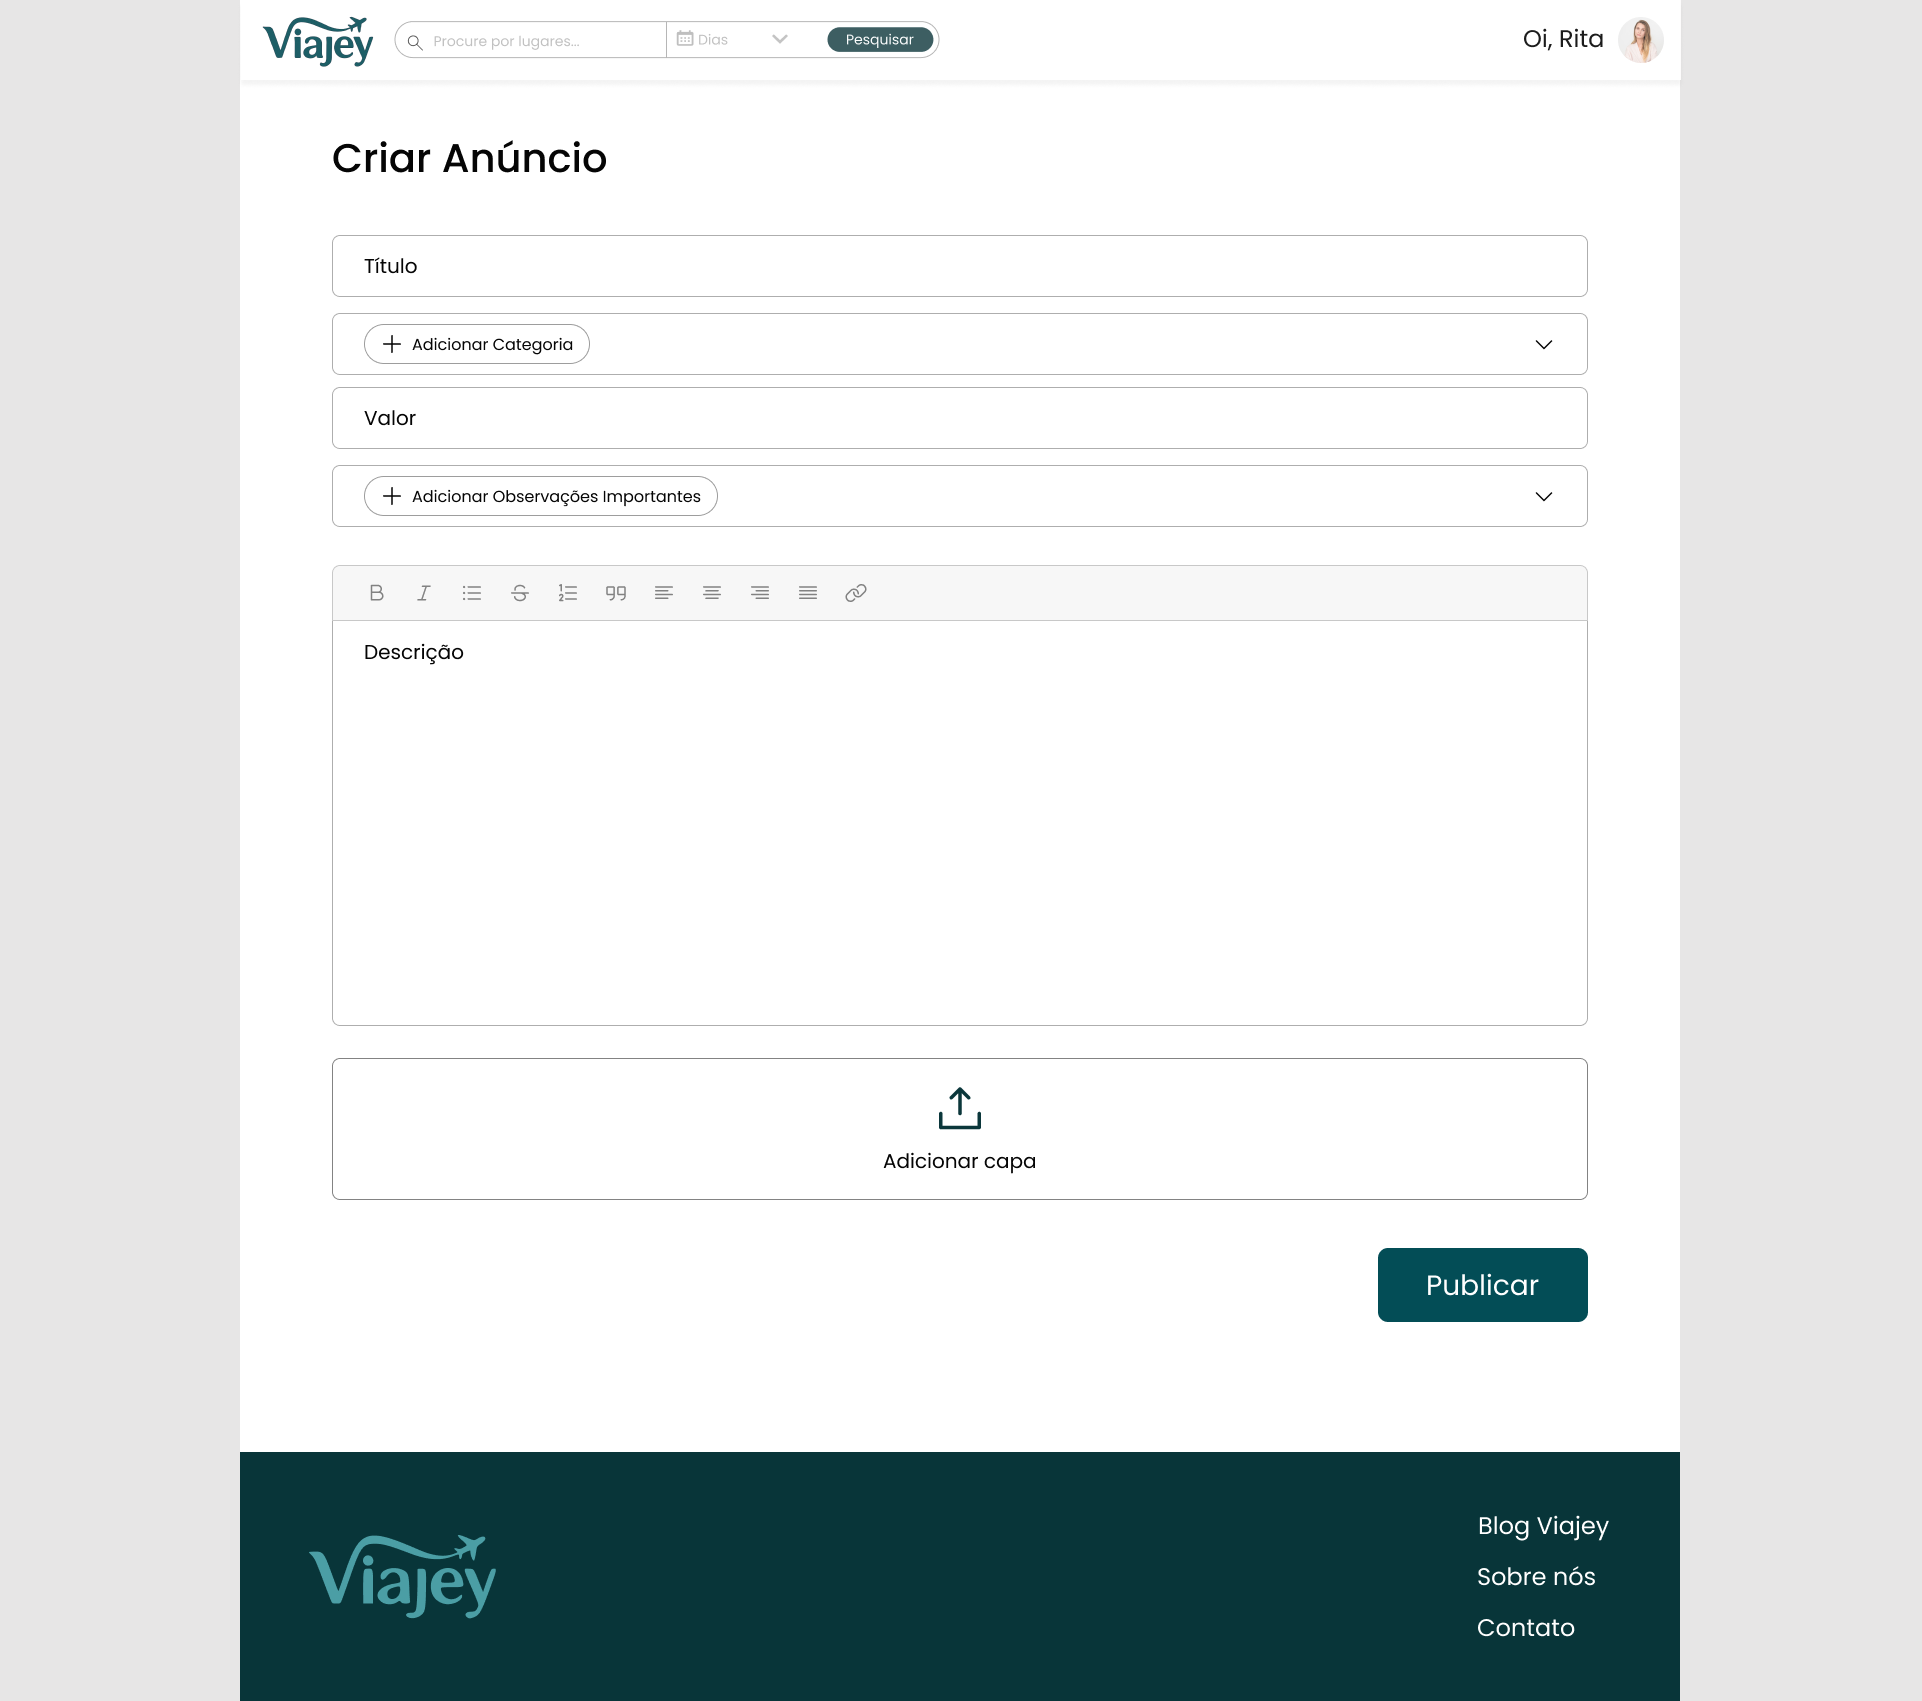 Viajey
Procure por lugares...
Dias
Pesquisar
Oi, Rita
Criar Anúncio
Título
Adicionar Categoria
Valor
Adicionar Observações Importantes
Descrição
Adicionar capa
Publicar
Viajey
Blog Viajey
Sobre nós
Contato